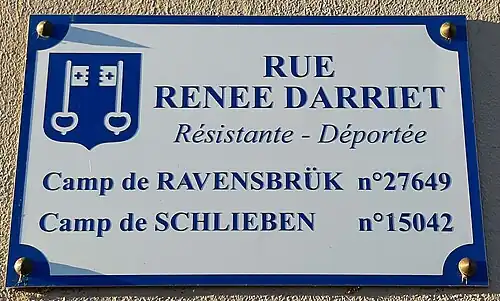 RUE
RENEE DARRIET
Résistante - Déportée
Camp de RAVENSBRÜK n°27649
Camp de SCHLIEBEN n°15042